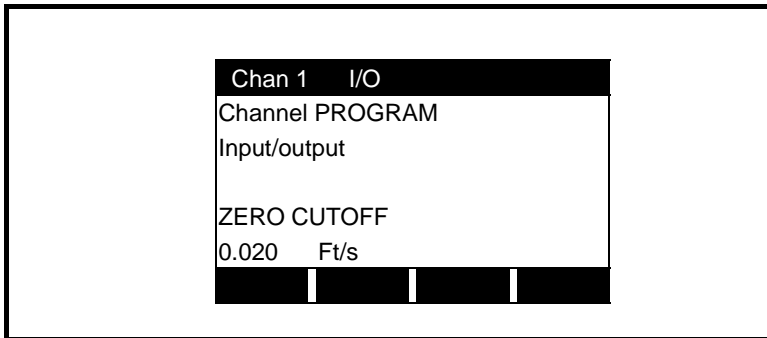 Chan 1 I/O
Channel PROGRAM
Input/output
ZERO CUTOFF
0.020 Ft/s